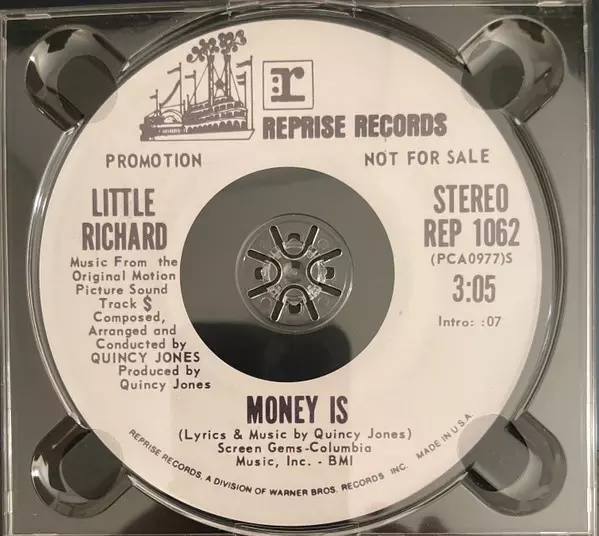 r
REPRISE RECORDS
PROMOTION
NOT FOR SALE
LITTLE
RICHARD
Music From the
Original Motion
Picture Sound
Track $
Composed,
Arranged and
Conducted by
QUINCY JONES
Produced by
Quincy Jones
STEREO
REP 1062
(PCA0977)S
3:05
Intro: :07
MONEY IS
(Lyrics & Music by Quincy Jones)
Screen Gems-Columbia
Music, Inc. - BMI
REPRISE RECORDS, A DIVISION OF WARNER BROS. RECORDS INC. MADE IN U.S.A.